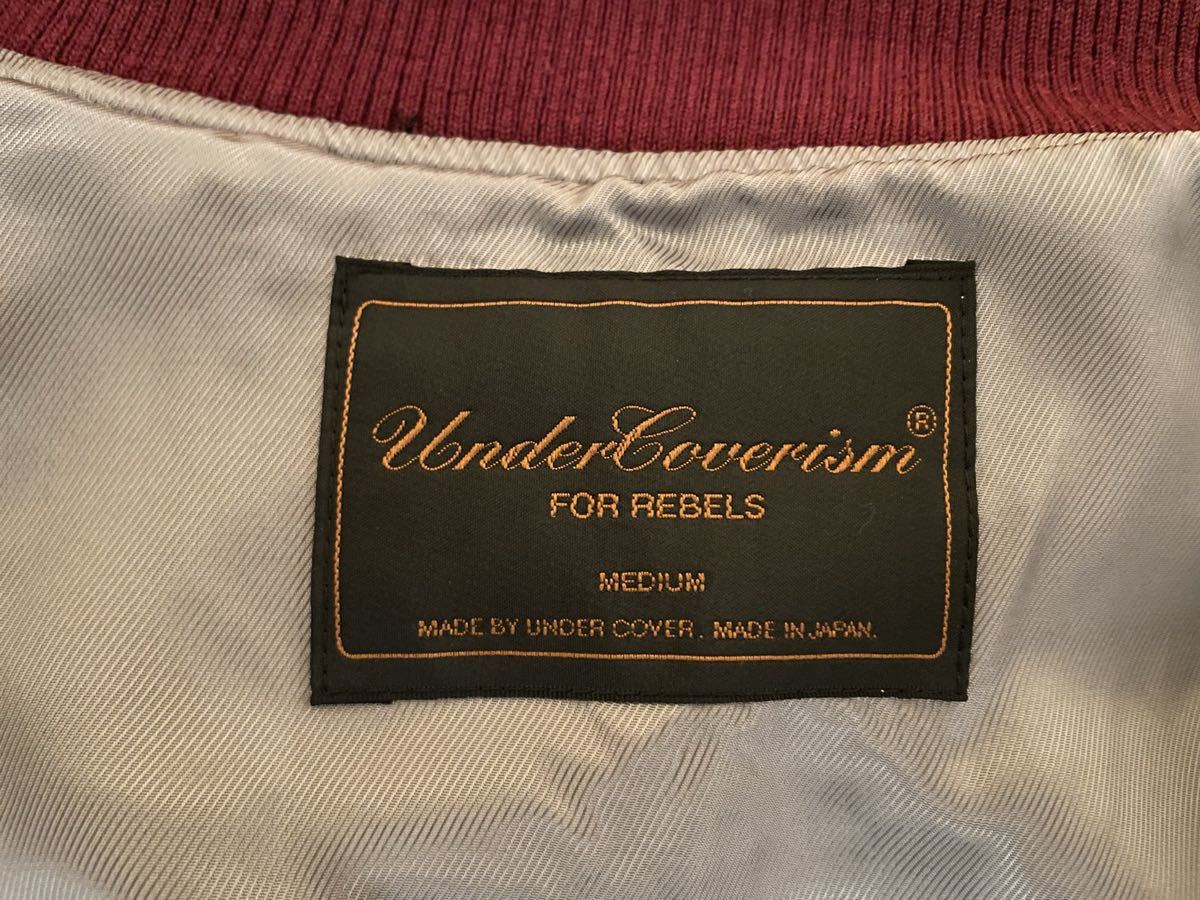 UnderCoverism®
FOR REBELS
MEDIUM
MADE BY UNDER COVER. MADE IN JAPAN.